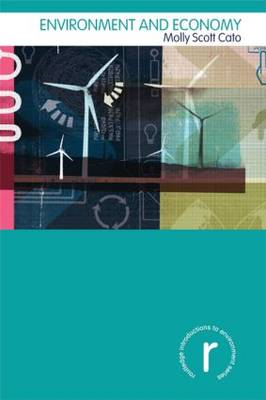 ENVIRONMENT AND ECONOMY
Molly Scott Cato
routledge introductions to environment series
r